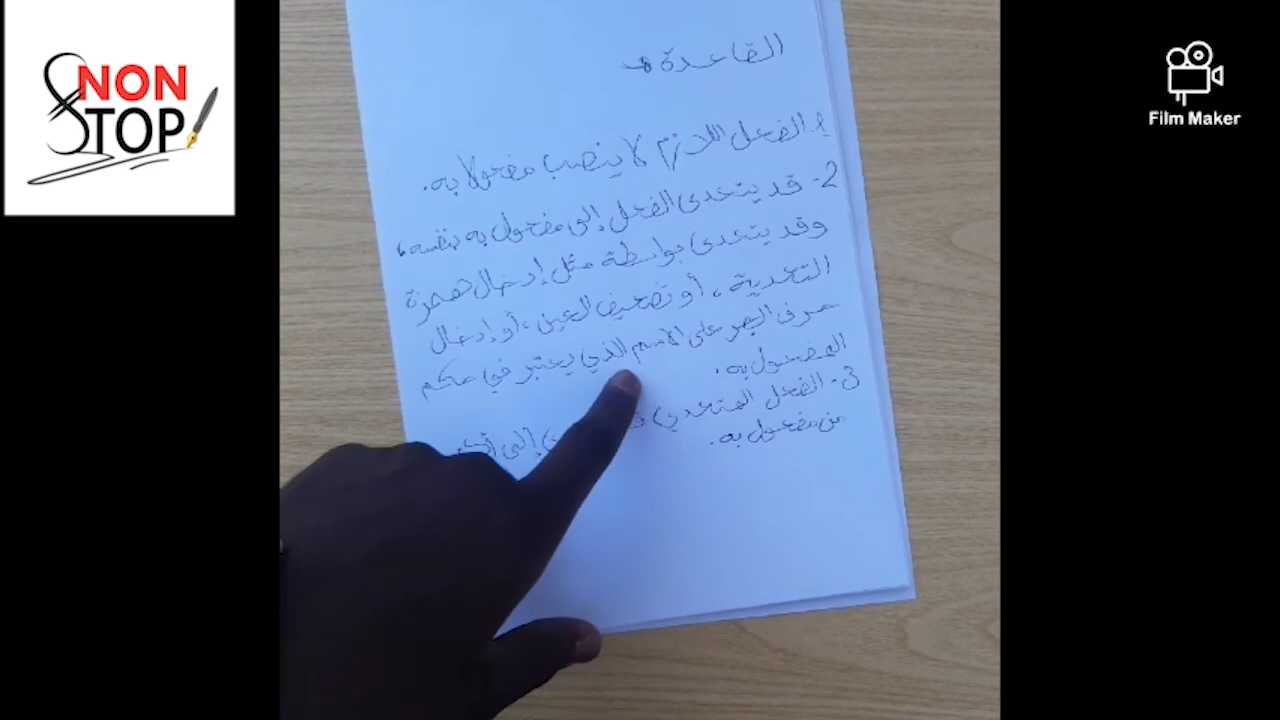 NON
STOP
Film Maker
القاعدة
1- الفعل اللازم لا ينصب مفعولا به.
2- قد يتعدى الفعل إلى مفعول به بنفسه،
وقد يتعدى بواسطة مثل إدخال همزة
التعدية، أو تضعيف العين، أو إدخال
حرف الجر على الاسم الذي يعتبر في حكم
المفعول به.
3- الفعل المتعدي إلى
من مفعول به.